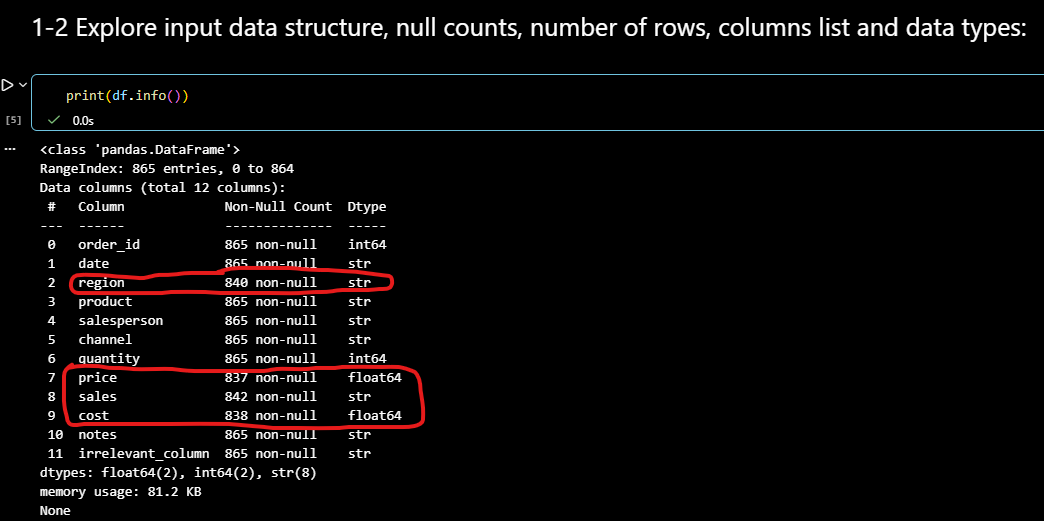 1-2 Explore input data structure, null counts, number of rows, columns list and data types:
print(df.info())
[5] 0.0s
... <class 'pandas.DataFrame'>
RangeIndex: 865 entries, 0 to 864
Data columns (total 12 columns):
# Column Non-Null Count Dtype
--- ------ -------------- -----
0 order_id 865 non-null int64
1 date 865 non-null str
2 region 840 non-null str
3 product 865 non-null str
4 salesperson 865 non-null str
5 channel 865 non-null str
6 quantity 865 non-null int64
7 price 837 non-null float64
8 sales 842 non-null str
9 cost 838 non-null float64
10 notes 865 non-null str
11 irrelevant_column 865 non-null str
dtypes: float64(2), int64(2), str(8)
memory usage: 81.2 KB
None